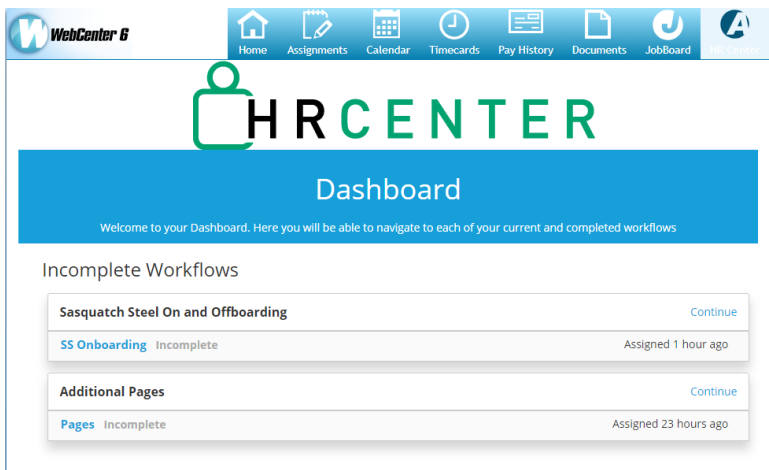 WebCenter 6
Home Assignments Calendar Timecards Pay History Documents JobBoard HR Center
HRCENTER
Dashboard
Welcome to your Dashboard. Here you will be able to navigate to each of your current and completed workflows
Incomplete Workflows
Sasquatch Steel On and Offboarding Continue
SS Onboarding Incomplete Assigned 1 hour ago
Additional Pages Continue
Pages Incomplete Assigned 23 hours ago